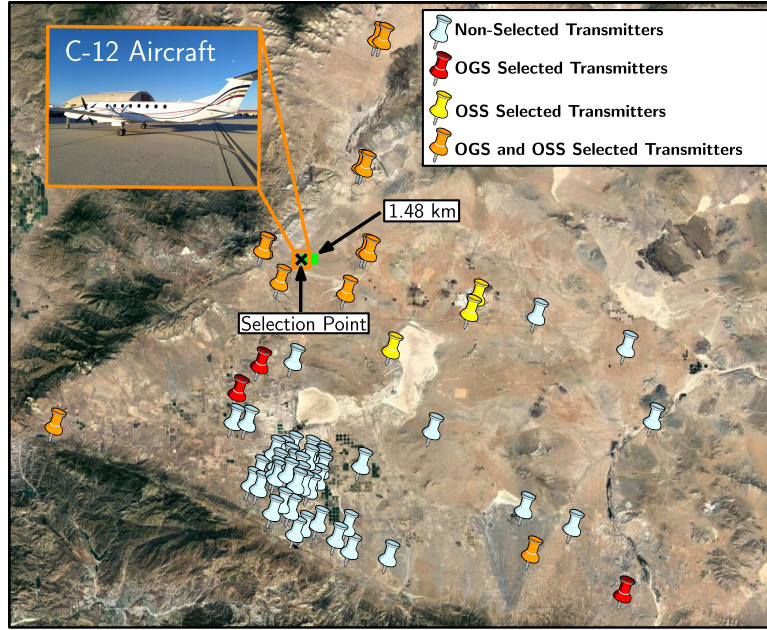 C-12 Aircraft
Non-Selected Transmitters
OGS Selected Transmitters
OSS Selected Transmitters
OGS and OSS Selected Transmitters
1.48 km
Selection Point